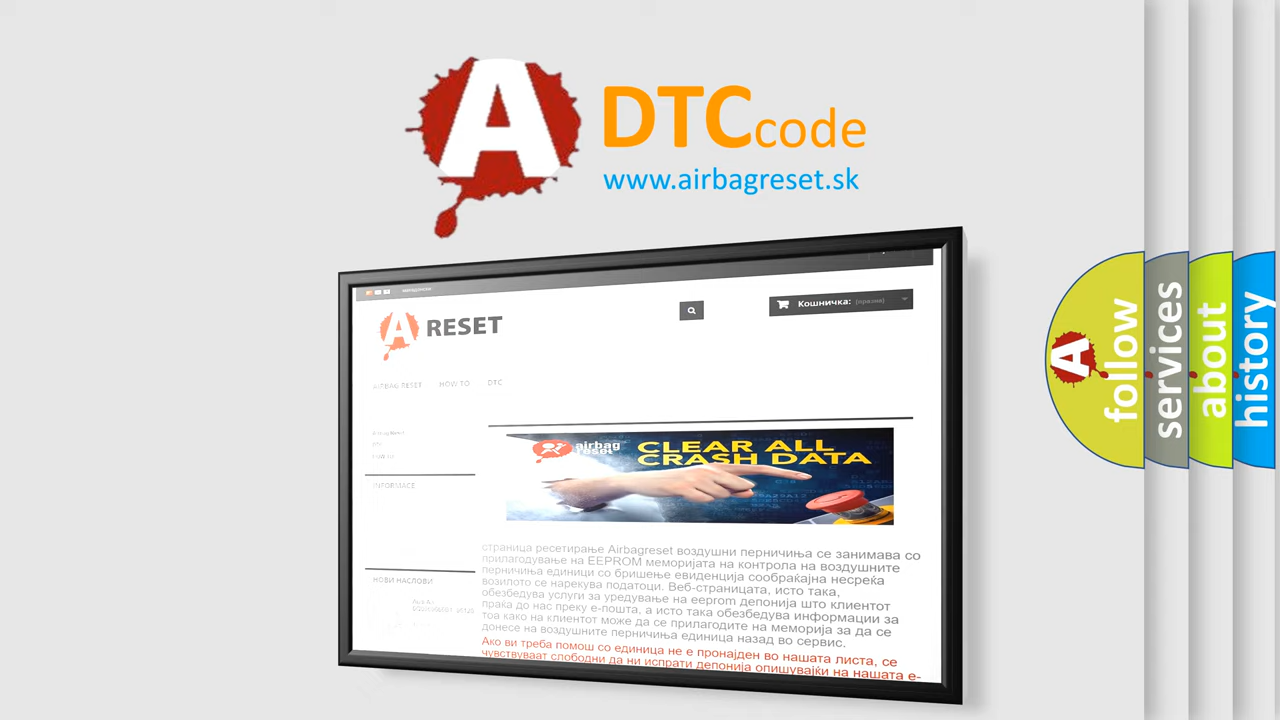 A DTC code
www.airbagreset.sk
A RESET
Кошничка: (празна)
AIRBAG RESET HOW TO DTC
INFORMACE
airbag
reset
CLEAR ALL
CRASH DATA
страница ресетирање Airbagreset воздушни перничиња се занимава со
прилагодување на EEPROM меморијата на контрола на воздушните
перничиња единици со бришење евиденција сообраќајна несреќа
возилото се нарекува податоци. Веб-страницата, исто така,
обезбедува услуги за уредување на eeprom депонија што клиентот
праќа до нас преку е-пошта, а исто така обезбедува информации за
тоа како на клиентот може да се прилагодите на меморија за да се
донесе на воздушните перничиња единица назад во сервис.
Ако ви треба помош со единица не е пронајден во нашата листа, се
чувствуваат слободни да ни испрати депонија опишувајќи на нашата е-
НОВИ НАСЛОВИ
A
follow
services
about
history